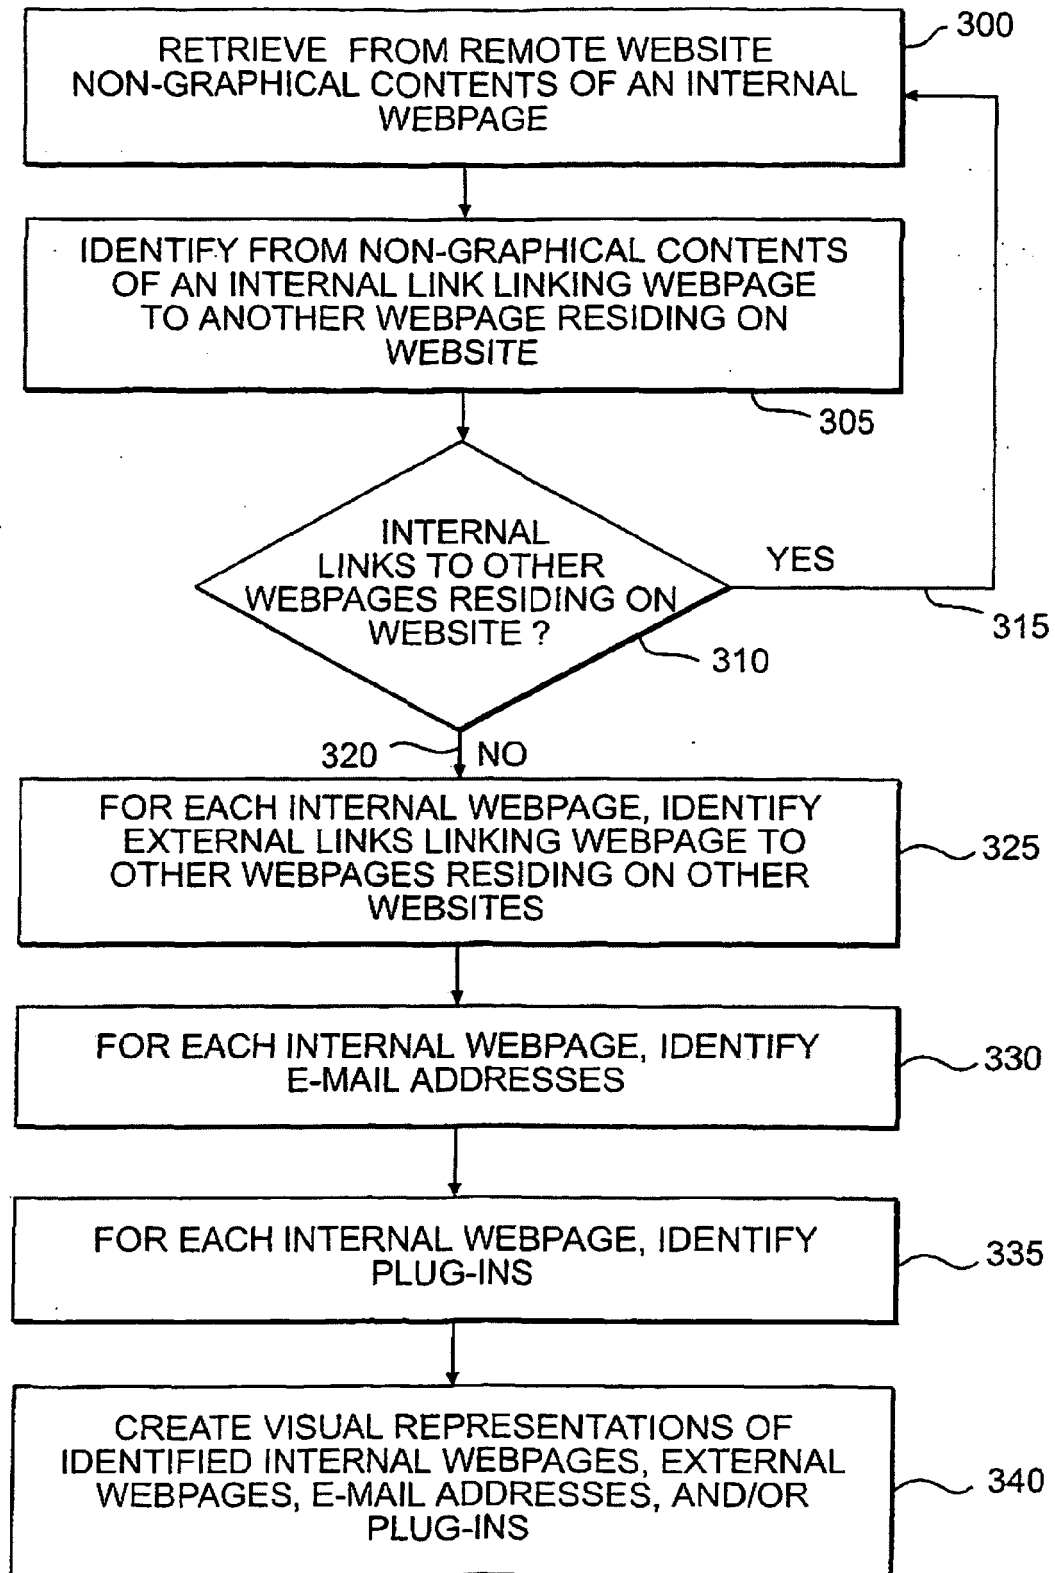 RETRIEVE FROM REMOTE WEBSITE
NON-GRAPHICAL CONTENTS OF AN INTERNAL
WEBPAGE
300
IDENTIFY FROM NON-GRAPHICAL CONTENTS
OF AN INTERNAL LINK LINKING WEBPAGE
TO ANOTHER WEBPAGE RESIDING ON
WEBSITE
305
INTERNAL
LINKS TO OTHER
WEBPAGES RESIDING ON
WEBSITE ?
YES
315
310
320
NO
FOR EACH INTERNAL WEBPAGE, IDENTIFY
EXTERNAL LINKS LINKING WEBPAGE TO
OTHER WEBPAGES RESIDING ON OTHER
WEBSITES
325
FOR EACH INTERNAL WEBPAGE, IDENTIFY
E-MAIL ADDRESSES
330
FOR EACH INTERNAL WEBPAGE, IDENTIFY
PLUG-INS
335
CREATE VISUAL REPRESENTATIONS OF
IDENTIFIED INTERNAL WEBPAGES, EXTERNAL
WEBPAGES, E-MAIL ADDRESSES, AND/OR
PLUG-INS
340